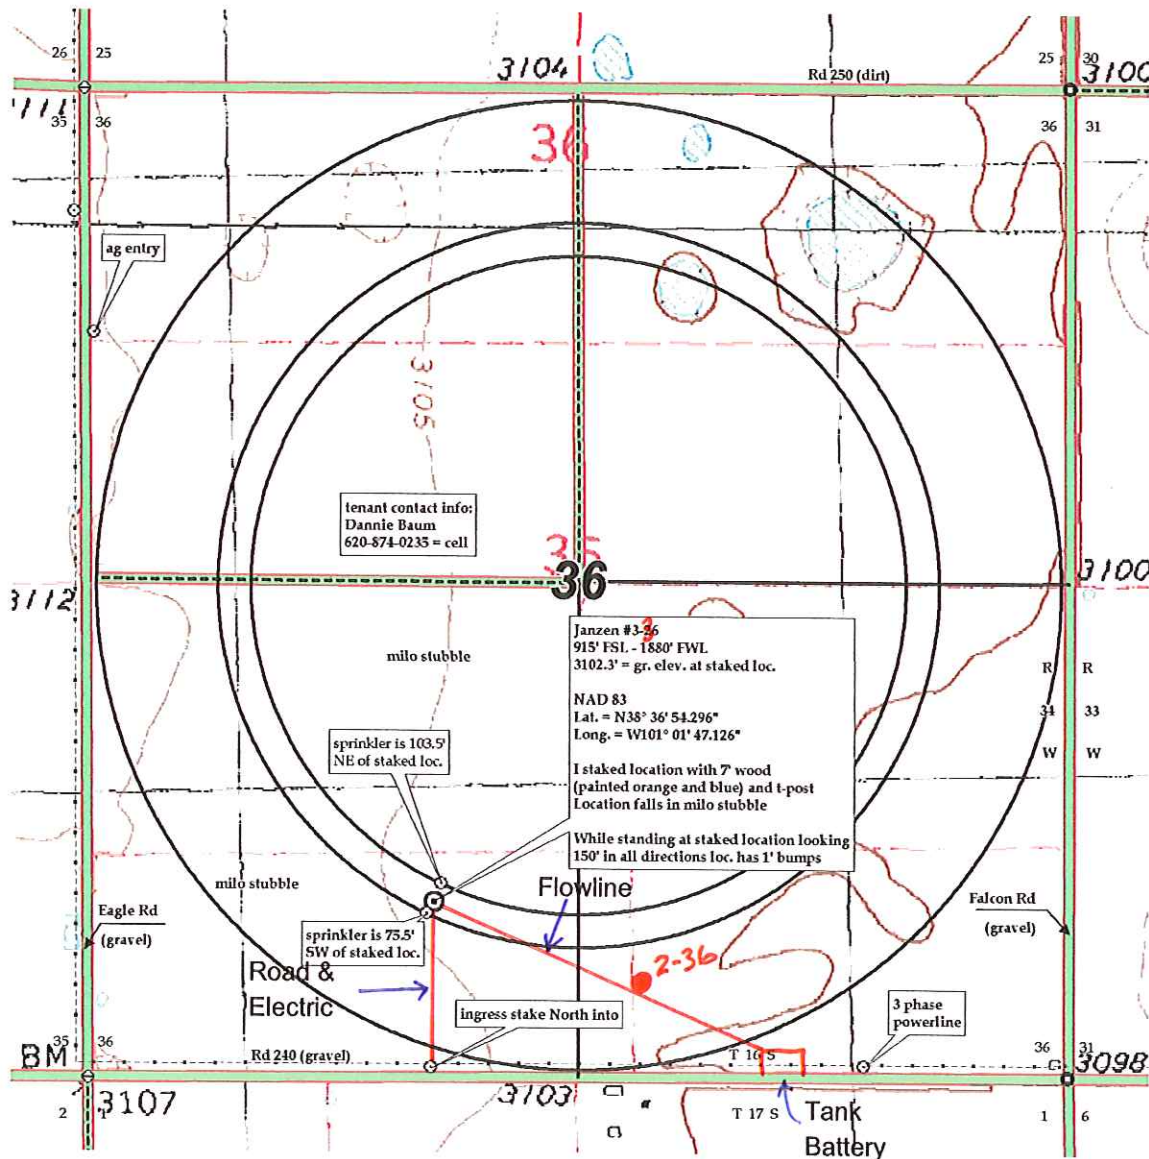 26 25
3104
Rd 250 (dirt)
25 30
3100
35 36
36
36 31
ag entry
3105
tenant contact info:
Dannie Baum
620-874-0235 = cell
35
36
3112
3100
Janzen #3-36
915' FSL - 1880' FWL
3102.3' = gr. elev. at staked loc.
NAD 83
Lat. = N38° 36' 54.296"
Long. = W101° 01' 47.126"
I staked location with 7' wood
(painted orange and blue) and t-post
Location falls in milo stubble
While standing at staked location looking
150' in all directions loc. has 1' bumps
milo stubble
R R
34 33
W W
sprinkler is 103.5'
NE of staked loc.
milo stubble
Flowline
Eagle Rd
(gravel)
Falcon Rd
(gravel)
sprinkler is 75.5'
SW of staked loc.
2-36
Road &
Electric
ingress stake North into
3 phase
powerline
35 36
BM
Rd 240 (gravel)
T 16 S
36 31
3098
3107
3103
2 1
T 17 S
Tank
Battery
1 6